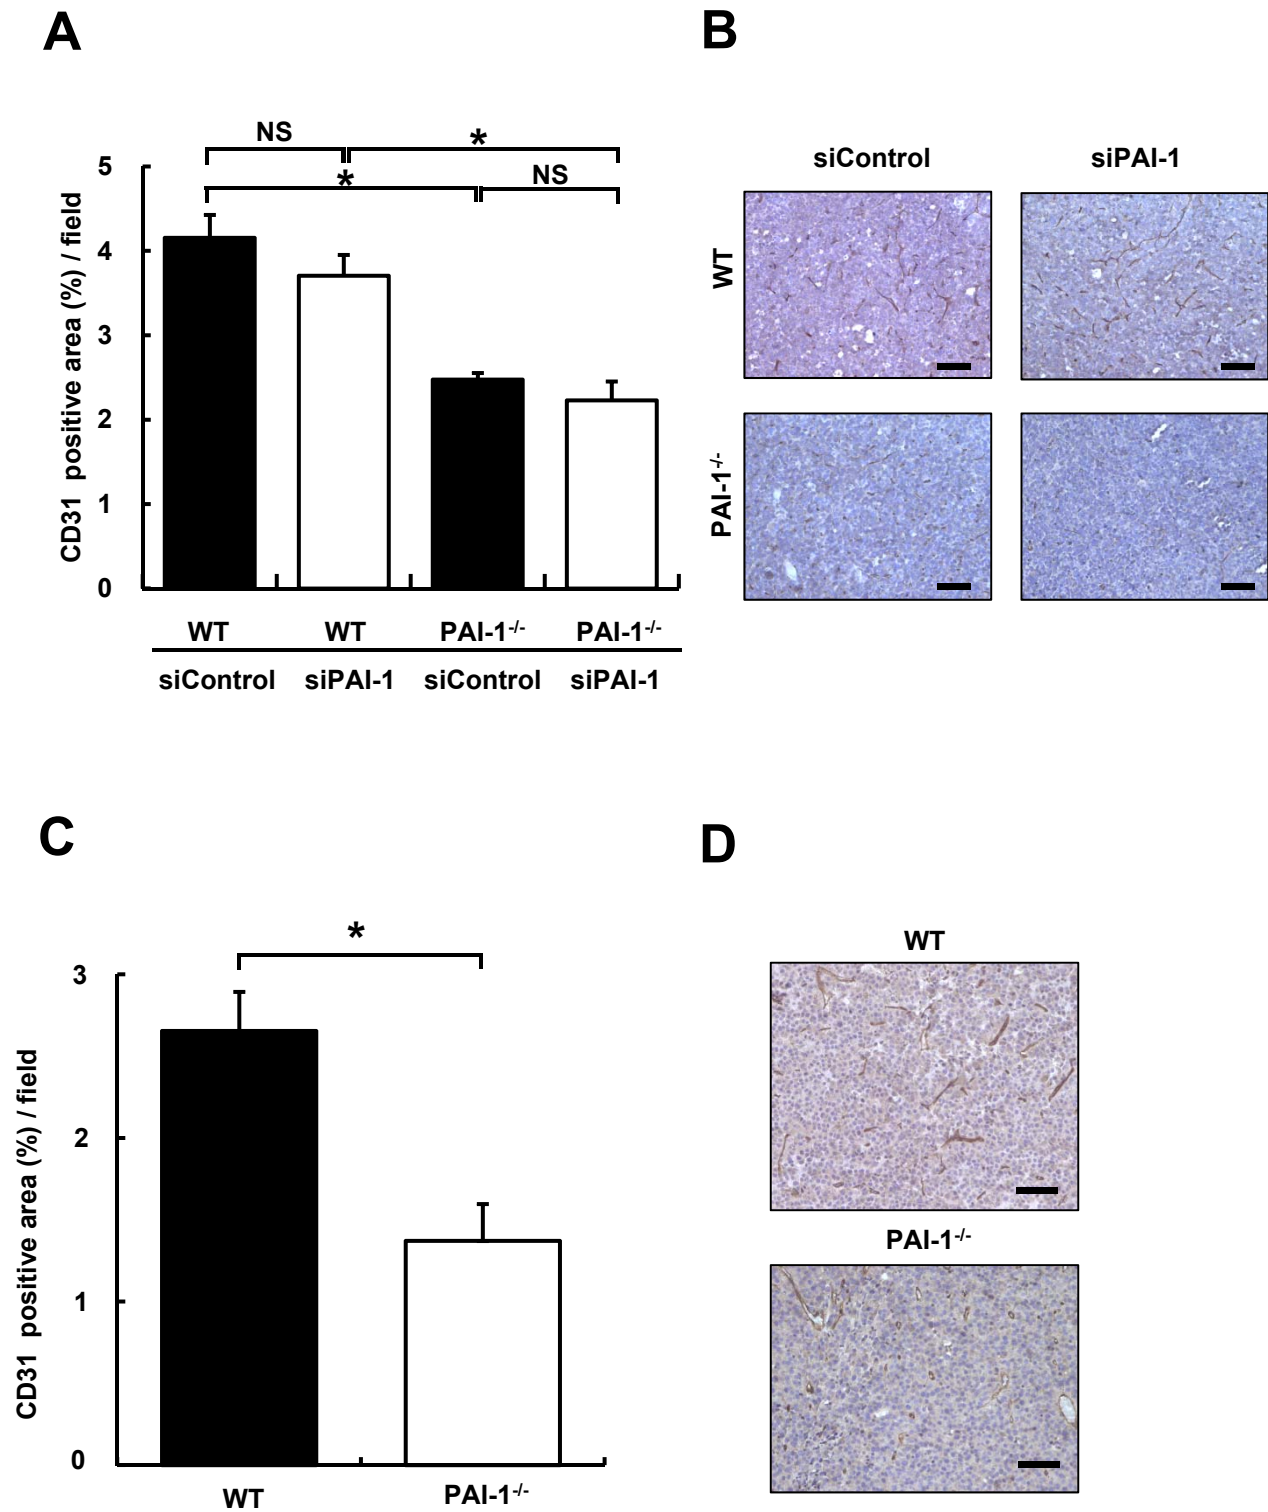 A
NS
*
*
NS
5
4
3
2
1
0
CD31 positive area (%) / field
WT WT PAI-1-/- PAI-1-/-
siControl siPAI-1 siControl siPAI-1
B
siControl siPAI-1
WT
PAI-1-/-
C
*
3
2
1
0
CD31 positive area (%) / field
WT PAI-1-/-
D
WT
PAI-1-/-